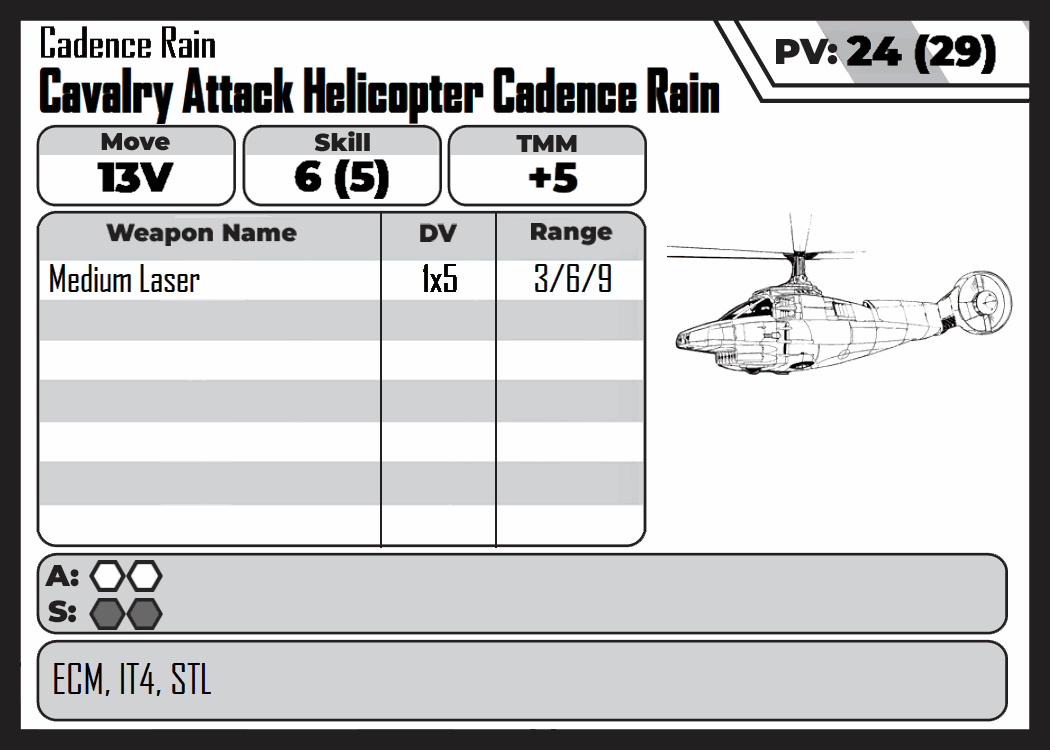 Cadence Rain
Cavalry Attack Helicopter Cadence Rain
PV: 24 (29)
Move Skill TMM
13V 6 (5) +5
Weapon Name DV Range
Medium Laser 1x5 3/6/9
A:
S:
ECM, IT4, STL